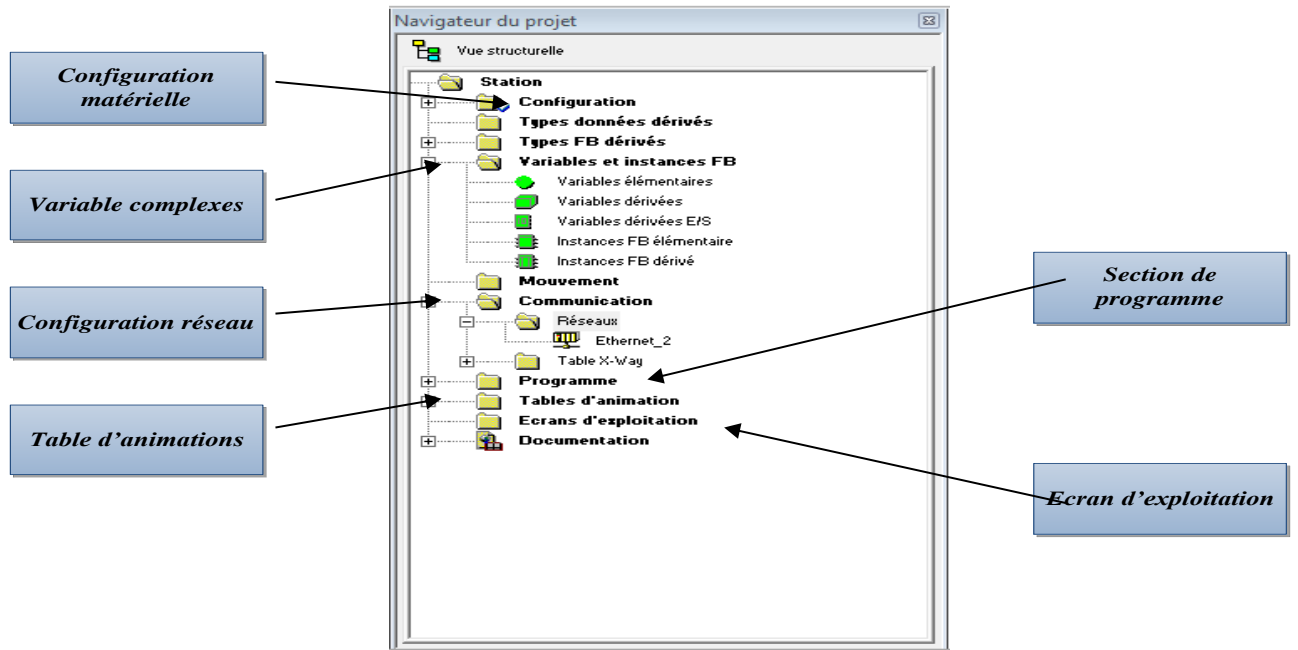 Navigateur du projet
Vue structurelle
Station
Configuration
Types données dérivés
Types FB dérivés
Variables et instances FB
Variables élémentaires
Variables dérivées
Variables dérivées E/S
Instances FB élémentaire
Instances FB dérivé
Mouvement
Communication
Réseaux
Ethernet_2
Table X-Way
Programme
Tables d'animation
Ecrans d'exploitation
Documentation
Configuration
matérielle
Variable complexes
Configuration réseau
Table d’animations
Section de
programme
Ecran d’exploitation